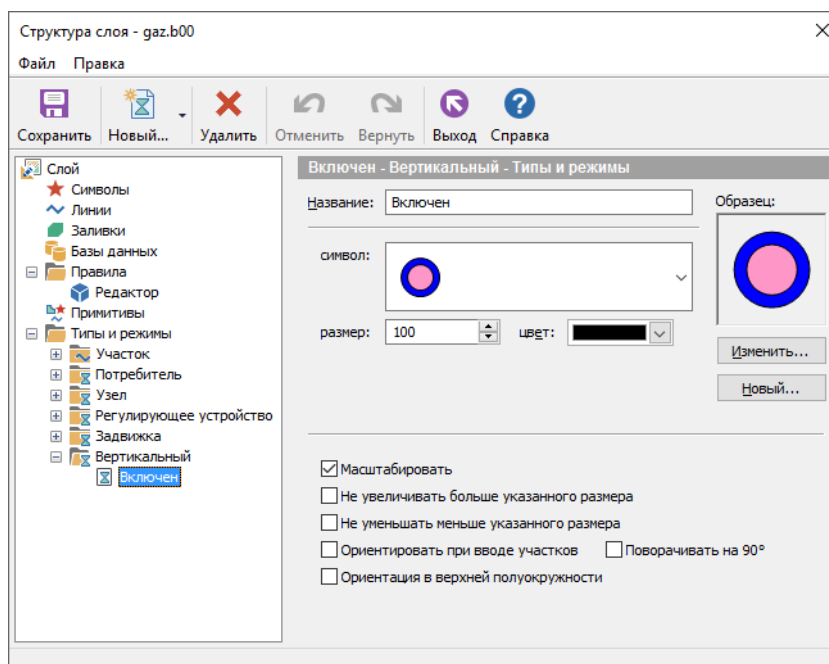 Структура слоя - gaz.b00
Файл Правка
Сохранить Новый... Удалить Отменить Вернуть Выход Справка
Слой
Символы
Линии
Заливки
Базы данных
Правила
Редактор
Примитивы
Типы и режимы
Участок
Потребитель
Узел
Регулирующее устройство
Задвижка
Вертикальный
Включен
Включен - Вертикальный - Типы и режимы
Название: Включен
Образец:
символ:
размер: 100 цвет:
Изменить...
Новый...
Масштабировать
Не увеличивать больше указанного размера
Не уменьшать меньше указанного размера
Ориентировать при вводе участков Поворачивать на 90°
Ориентация в верхней полуокружности